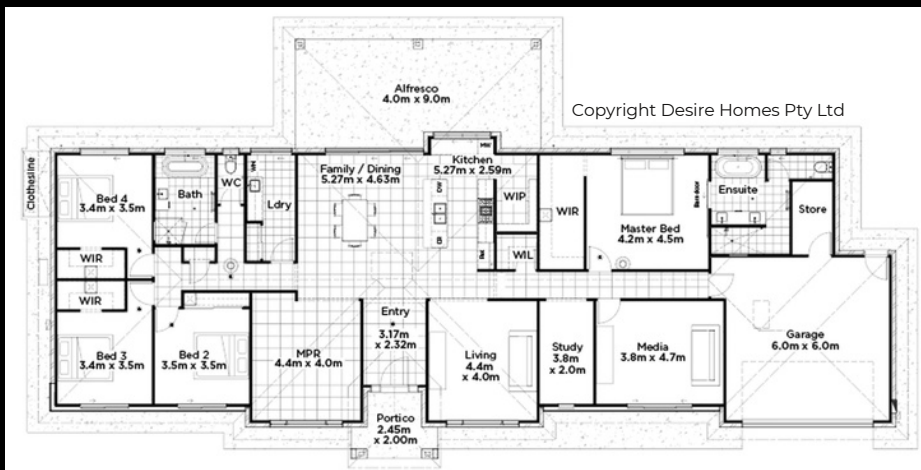 Alfresco
4.0m x 9.0m
Copyright Desire Homes Pty Ltd
Clothesline
Bed 4
3.4m x 3.5m
Bath
WC
Ldry
Family / Dining
5.27m x 4.63m
Kitchen
5.27m x 2.59m
MW
DW
WIP
WIR
Master Bed
4.2m x 4.5m
Ensuite
Store
WIR
WIR
WIL
Bed 3
3.4m x 3.5m
Bed 2
3.5m x 3.5m
MPR
4.4m x 4.0m
Entry
3.17m
x 2.32m
Living
4.4m
x 4.0m
Study
3.8m
x 2.0m
Media
3.8m x 4.7m
Garage
6.0m x 6.0m
Portico
2.45m
x 2.00m